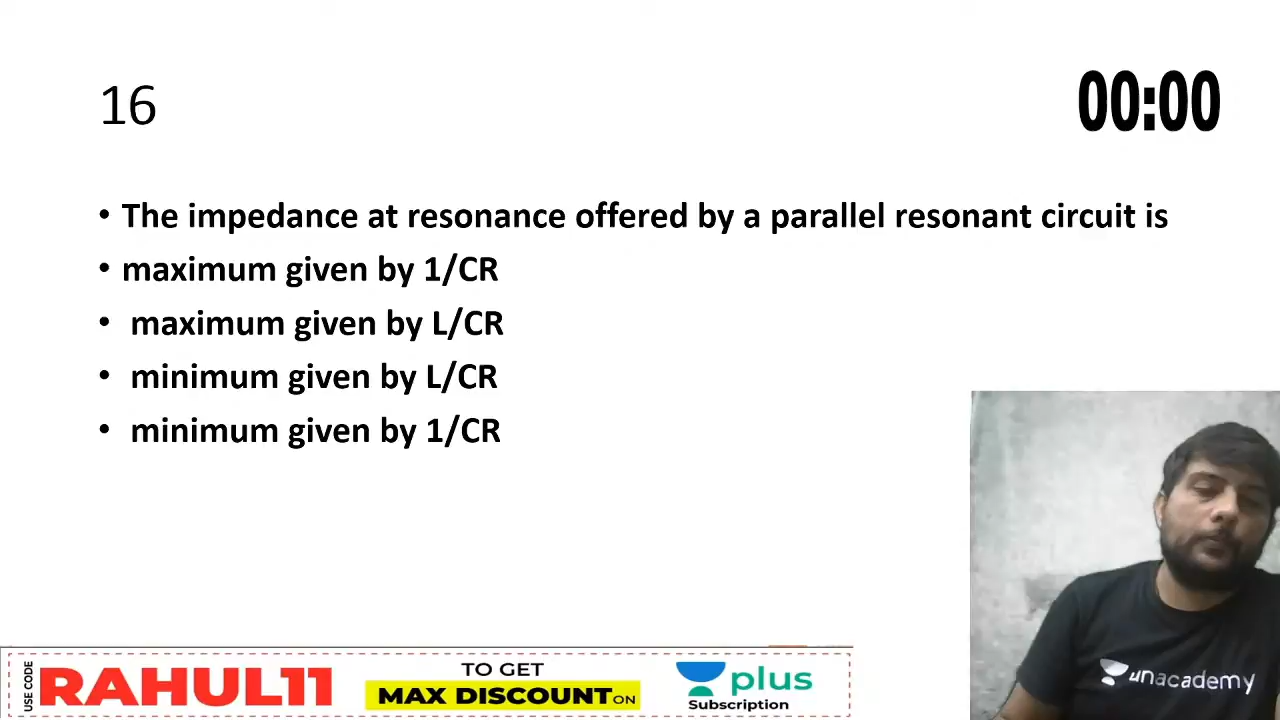 16
00:00
• The impedance at resonance offered by a parallel resonant circuit is
• maximum given by 1/CR
• maximum given by L/CR
• minimum given by L/CR
• minimum given by 1/CR
USE CODE
RAHUL11
TO GET
MAX DISCOUNT ON
plus
Subscription
unacademy